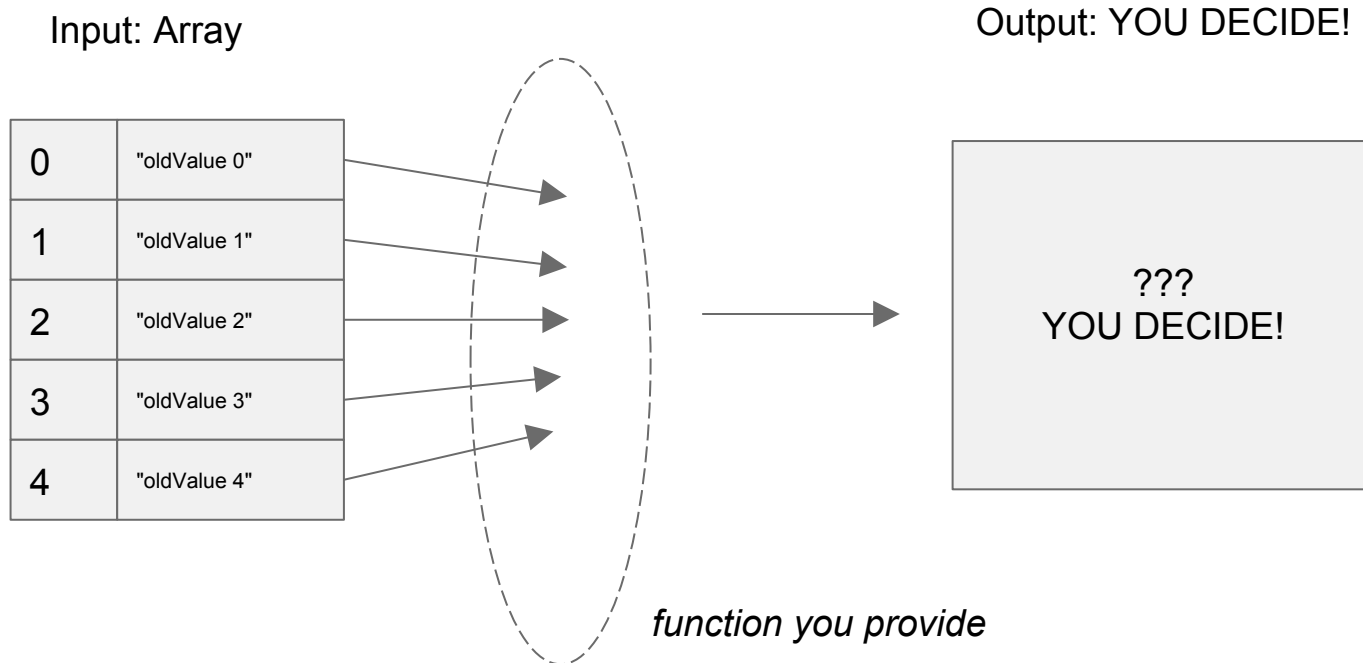 Input: Array
Output: YOU DECIDE!
0 "oldValue 0"
1 "oldValue 1"
2 "oldValue 2"
3 "oldValue 3"
4 "oldValue 4"
???
YOU DECIDE!
function you provide